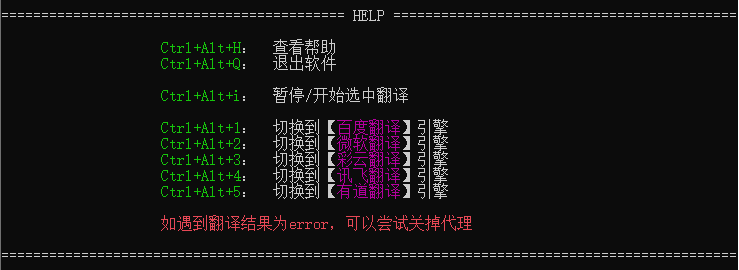 HELP
Ctrl+Alt+H: 查看帮助
Ctrl+Alt+Q: 退出软件
Ctrl+Alt+i: 暂停/开始选中翻译
Ctrl+Alt+1: 切换到【百度翻译】引擎
Ctrl+Alt+2: 切换到【微软翻译】引擎
Ctrl+Alt+3: 切换到【彩云翻译】引擎
Ctrl+Alt+4: 切换到【讯飞翻译】引擎
Ctrl+Alt+5: 切换到【有道翻译】引擎
如遇到翻译结果为error, 可以尝试关掉代理